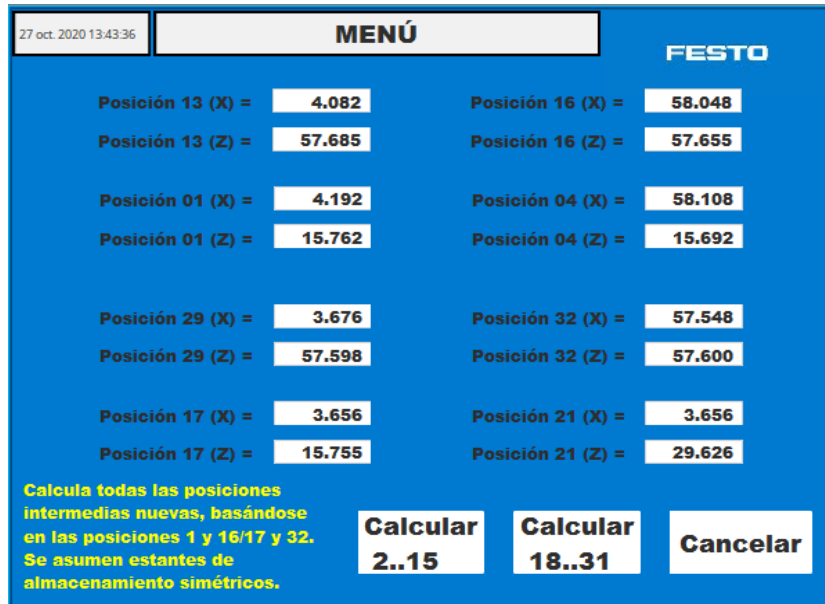 27 oct. 2020 13:43:36
MENÚ
FESTO
Posición 13 (X) = 4.082
Posición 16 (X) = 58.048
Posición 13 (Z) = 57.685
Posición 16 (Z) = 57.655
Posición 01 (X) = 4.192
Posición 04 (X) = 58.108
Posición 01 (Z) = 15.762
Posición 04 (Z) = 15.692
Posición 29 (X) = 3.676
Posición 32 (X) = 57.548
Posición 29 (Z) = 57.598
Posición 32 (Z) = 57.600
Posición 17 (X) = 3.656
Posición 21 (X) = 3.656
Posición 17 (Z) = 15.755
Posición 21 (Z) = 29.626
Calcula todas las posiciones
intermedias nuevas, basándose
en las posiciones 1 y 16/17 y 32.
Se asumen estantes de
almacenamiento simétricos.
Calcular
2..15
Calcular
18..31
Cancelar